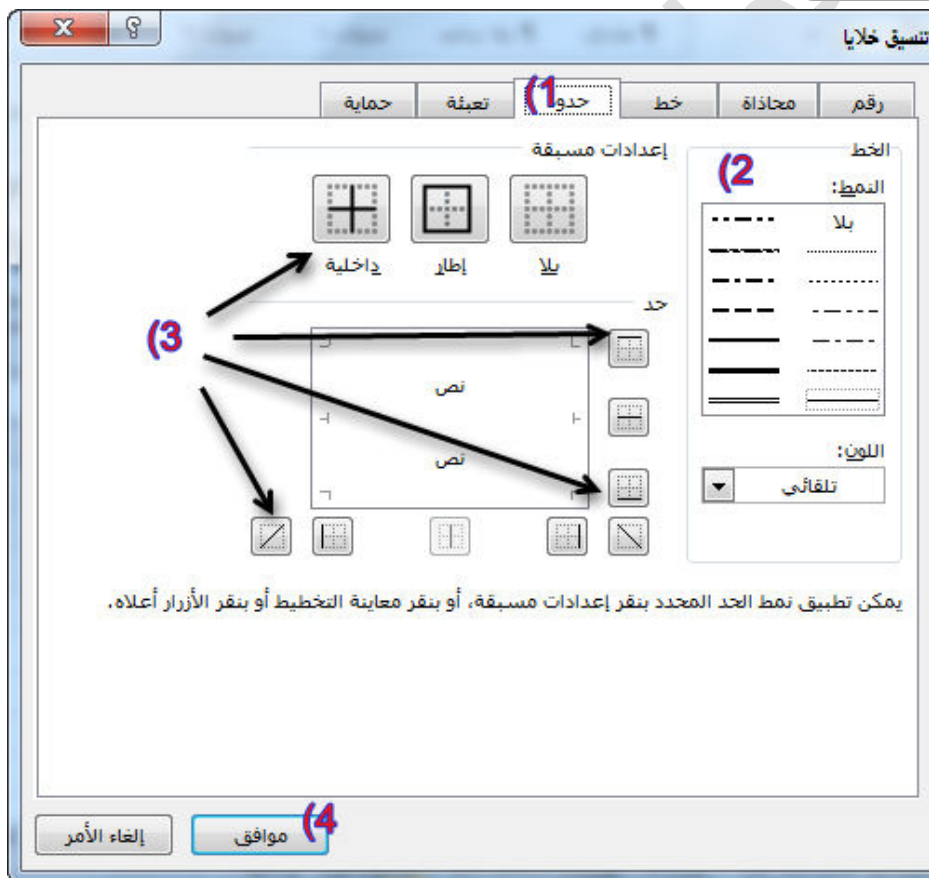 تنسيق خلايا
رقم
محاذاة
خط
حدود
تعبئة
حماية
(1
الخط
(2
النمط:
بلا
اللون:
تلقائي
إعدادات مسبقة
بلا
إطار
داخلية
(3
حد
نص
نص
يمكن تطبيق نمط الحد المحدد بنقر إعدادات مسبقة، أو بنقر معاينة التخطيط أو بنقر الأزرار أعلاه.
(4
موافق
إلغاء الأمر